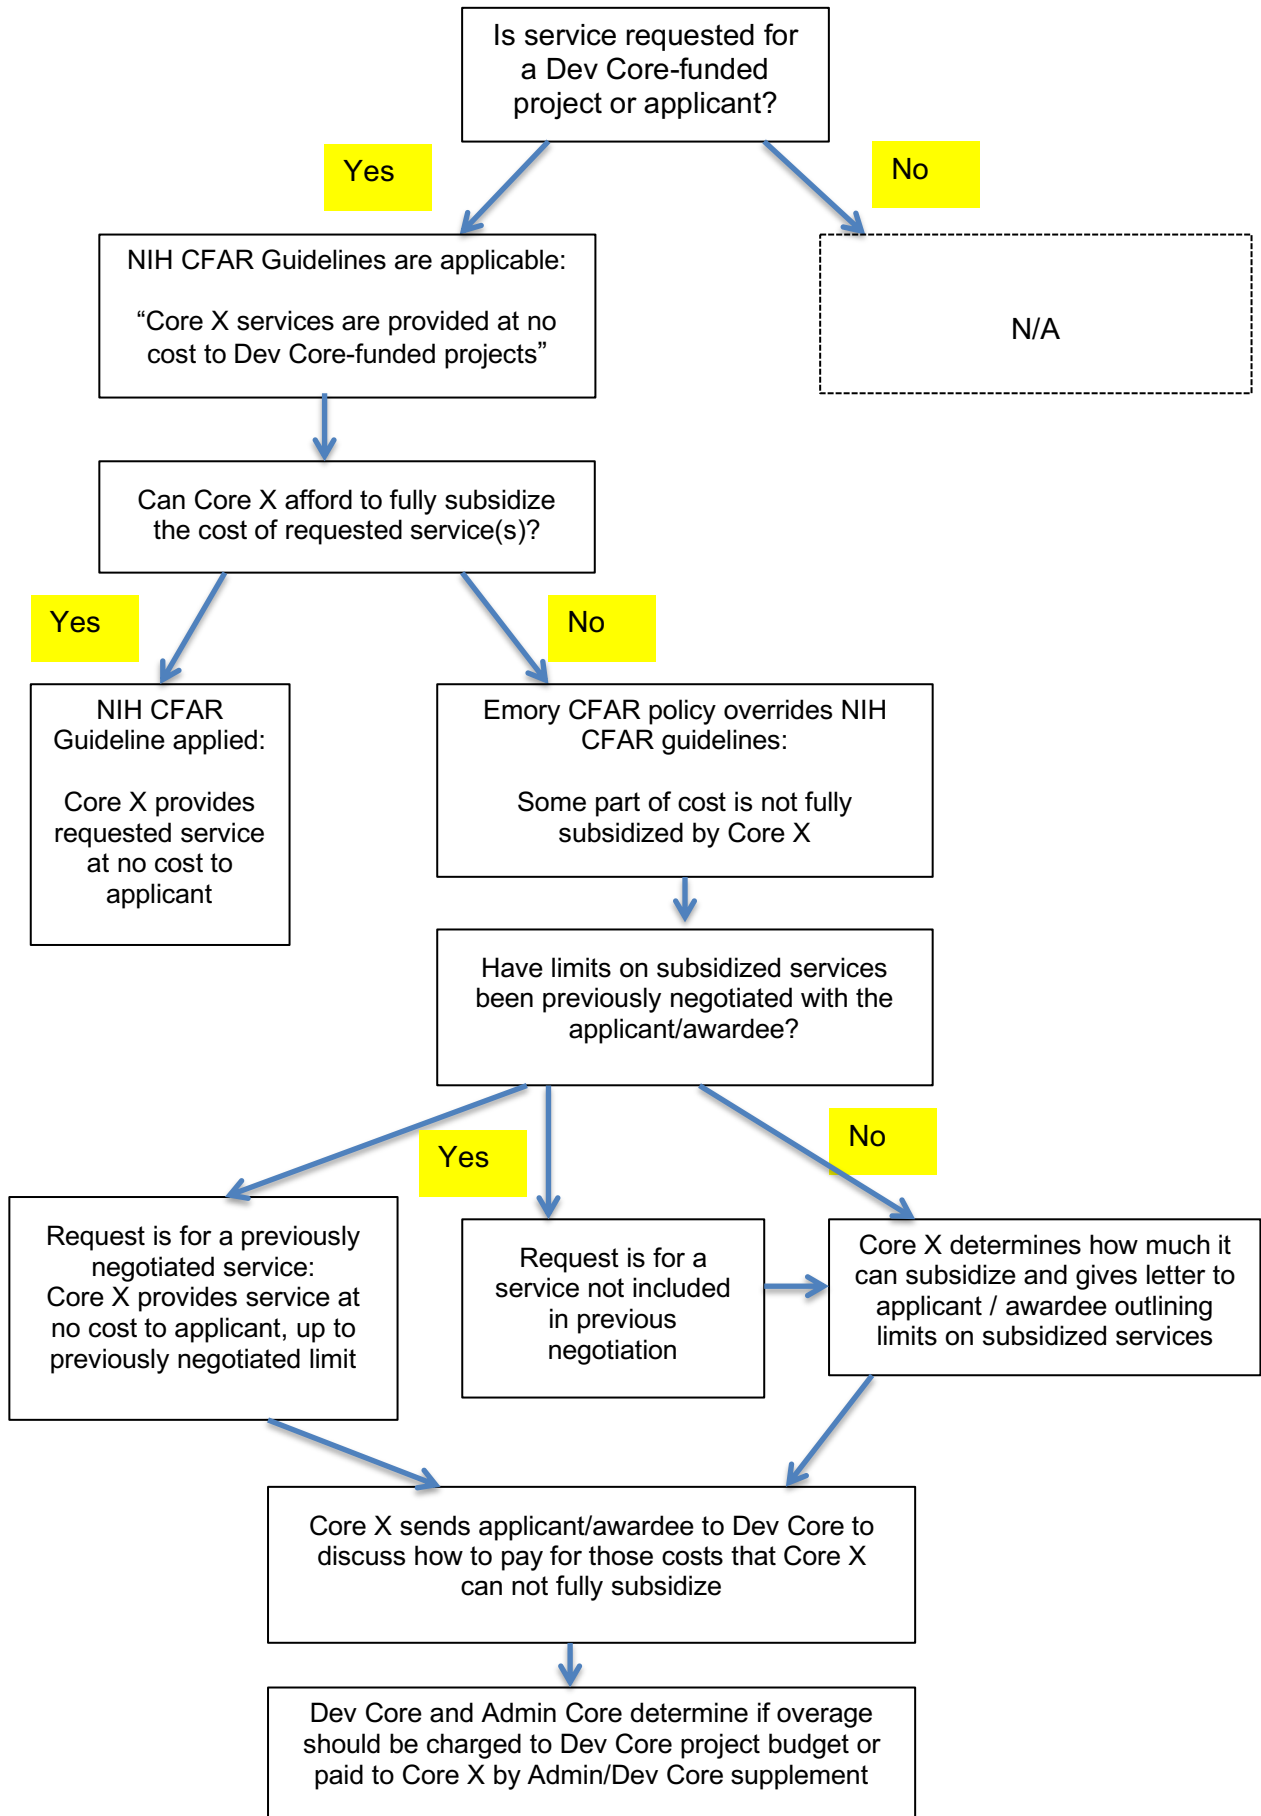 Is service requested for
a Dev Core-funded
project or applicant?
Yes
No
NIH CFAR Guidelines are applicable:
“Core X services are provided at no
cost to Dev Core-funded projects”
N/A
Can Core X afford to fully subsidize
the cost of requested service(s)?
Yes
No
NIH CFAR
Guideline applied:
Core X provides
requested service
at no cost to
applicant
Emory CFAR policy overrides NIH
CFAR guidelines:
Some part of cost is not fully
subsidized by Core X
Have limits on subsidized services
been previously negotiated with the
applicant/awardee?
Yes
No
Request is for a previously
negotiated service:
Core X provides service at
no cost to applicant, up to
previously negotiated limit
Request is for a
service not included
in previous
negotiation
Core X determines how much it
can subsidize and gives letter to
applicant / awardee outlining
limits on subsidized services
Core X sends applicant/awardee to Dev Core to
discuss how to pay for those costs that Core X
can not fully subsidize
Dev Core and Admin Core determine if overage
should be charged to Dev Core project budget or
paid to Core X by Admin/Dev Core supplement